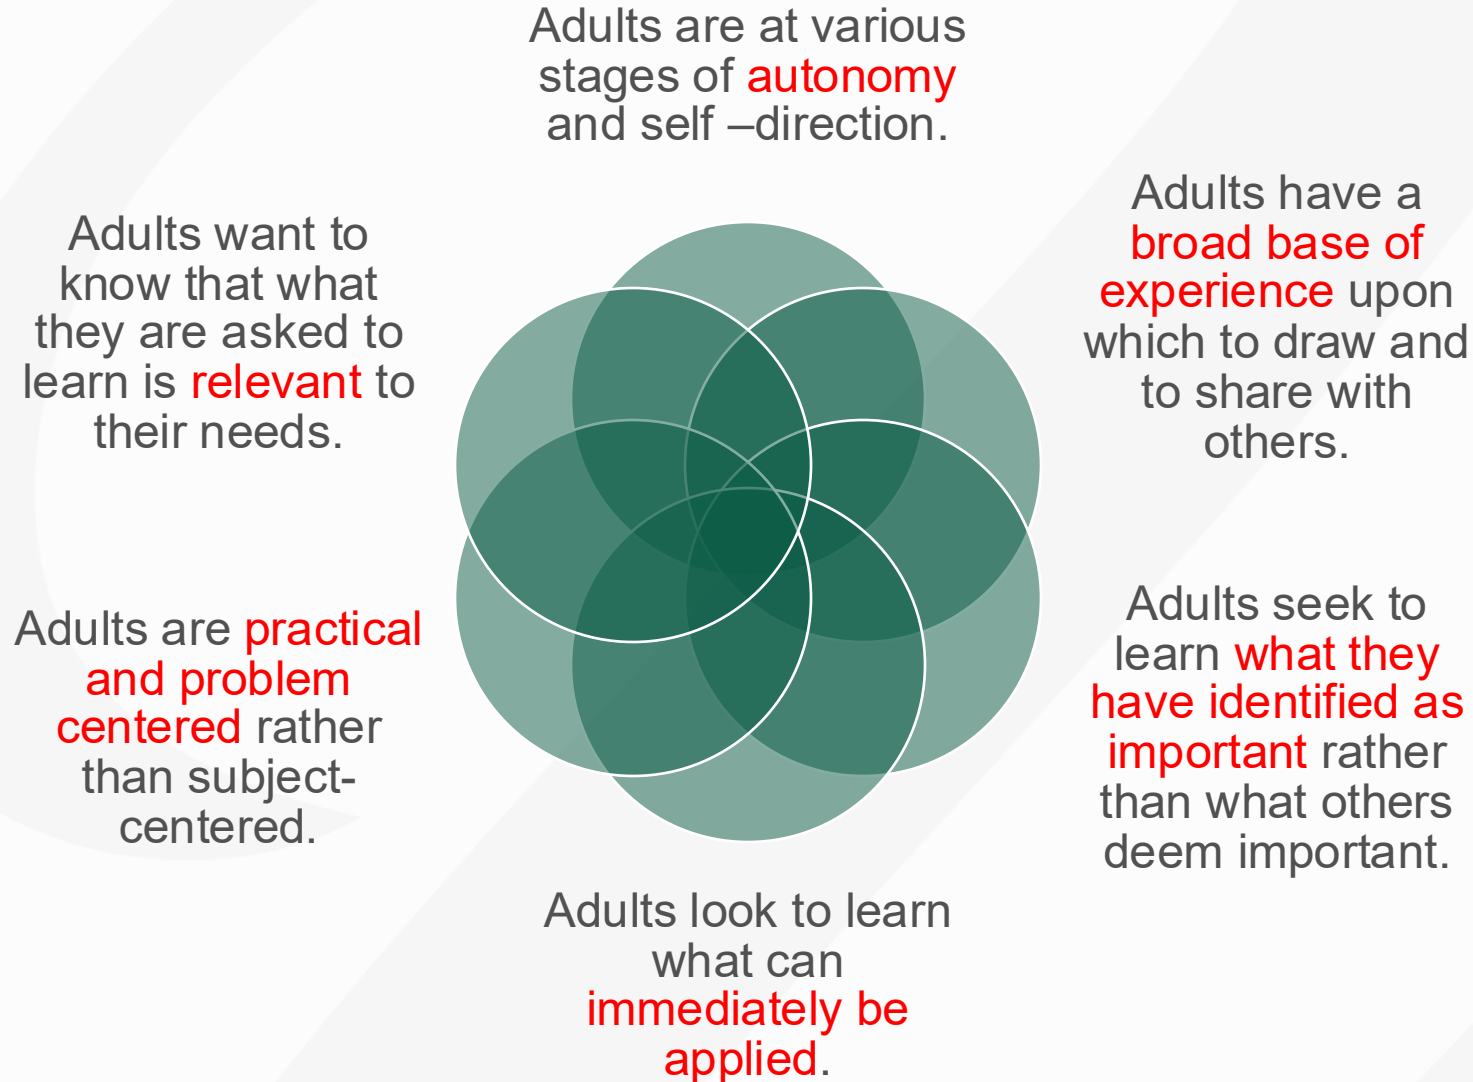 Adults are at various
stages of autonomy
and self –direction.
Adults have a
broad base of
experience upon
which to draw and
to share with
others.
Adults seek to
learn what they
have identified as
important rather
than what others
deem important.
Adults look to learn
what can
immediately be
applied.
Adults are practical
and problem
centered rather
than subject-
centered.
Adults want to
know that what
they are asked to
learn is relevant to
their needs.